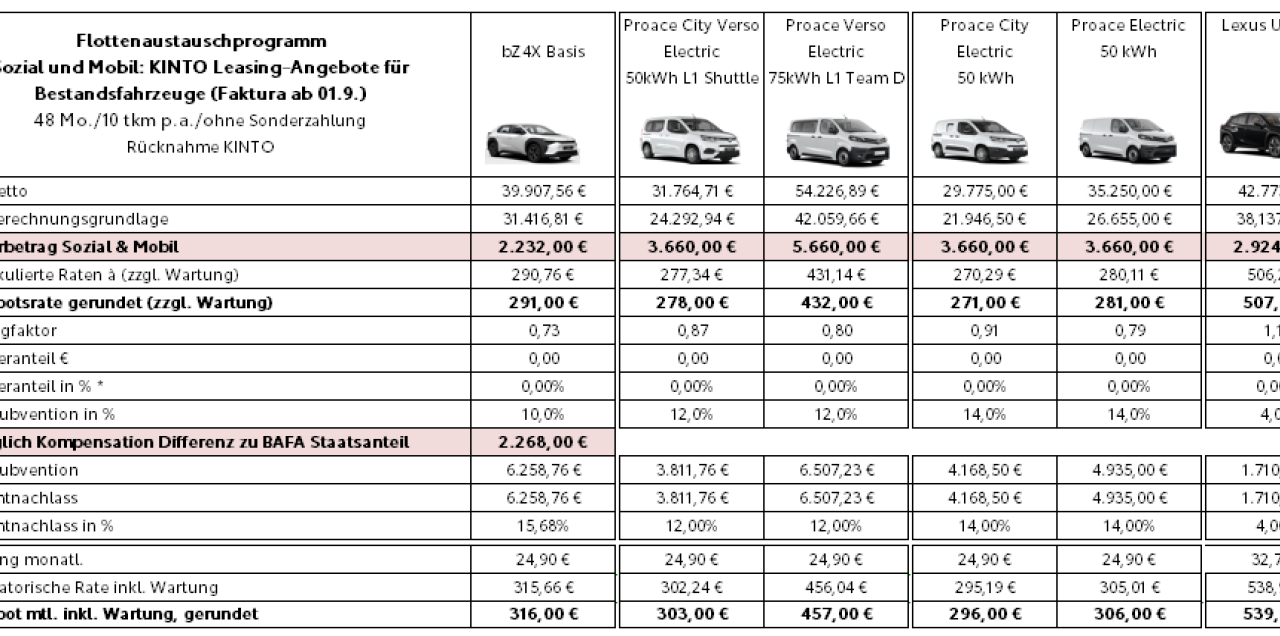 Flottenaustauschprogramm
Sozial und Mobil: KINTO Leasing-Angebote für
Bestandsfahrzeuge (Faktura ab 01.9.)
48 Mo./10 tkm p.a./ohne Sonderzahlung
Rücknahme KINTO
bZ4X Basis
Proace City Verso
Electric
50kWh L1 Shuttle
Proace Verso
Electric
75kWh L1 Team D
Proace City
Electric
50 kWh
Proace Electric
50 kWh
Lexus U
etto 39.907,56 € 31.764,71 € 54.226,89 € 29.775,00 € 35.250,00 € 42.77
erechnungsgrundlage 31.416,81 € 24.292,94 € 42.059,66 € 21.946,50 € 26.655,00 € 38,137
rbetrag Sozial & Mobil 2.232,00 € 3.660,00 € 5.660,00 € 3.660,00 € 3.660,00 € 2.924
kulierte Raten à (zzgl. Wartung) 290,76 € 277,34 € 431,14 € 270,29 € 280,11 € 506,
otsrate gerundet (zzgl. Wartung) 291,00 € 278,00 € 432,00 € 271,00 € 281,00 € 507,
gfaktor 0,73 0,87 0,80 0,91 0,79 1,1
eranteil € 0,00 0,00 0,00 0,00 0,00 0,
eranteil in % * 0,00% 0,00% 0,00% 0,00% 0,00% 0,0
ubvention in % 10,0% 12,0% 12,0% 14,0% 14,0% 4,
glich Kompensation Differenz zu BAFA Staatsanteil 2.268,00 €
ubvention 6.258,76 € 3.811,76 € 6.507,23 € 4.168,50 € 4.935,00 € 1.710
ntnachlass 6.258,76 € 3.811,76 € 6.507,23 € 4.168,50 € 4.935,00 € 1.710
ntnachlass in % 15,68% 12,00% 12,00% 14,00% 14,00% 4,0
ng monatl. 24,90 € 24,90 € 24,90 € 24,90 € 24,90 € 32,7
atorische Rate inkl. Wartung 315,66 € 302,24 € 456,04 € 295,19 € 305,01 € 538,
oot mtl. inkl. Wartung, gerundet 316,00 € 303,00 € 457,00 € 296,00 € 306,00 € 539,